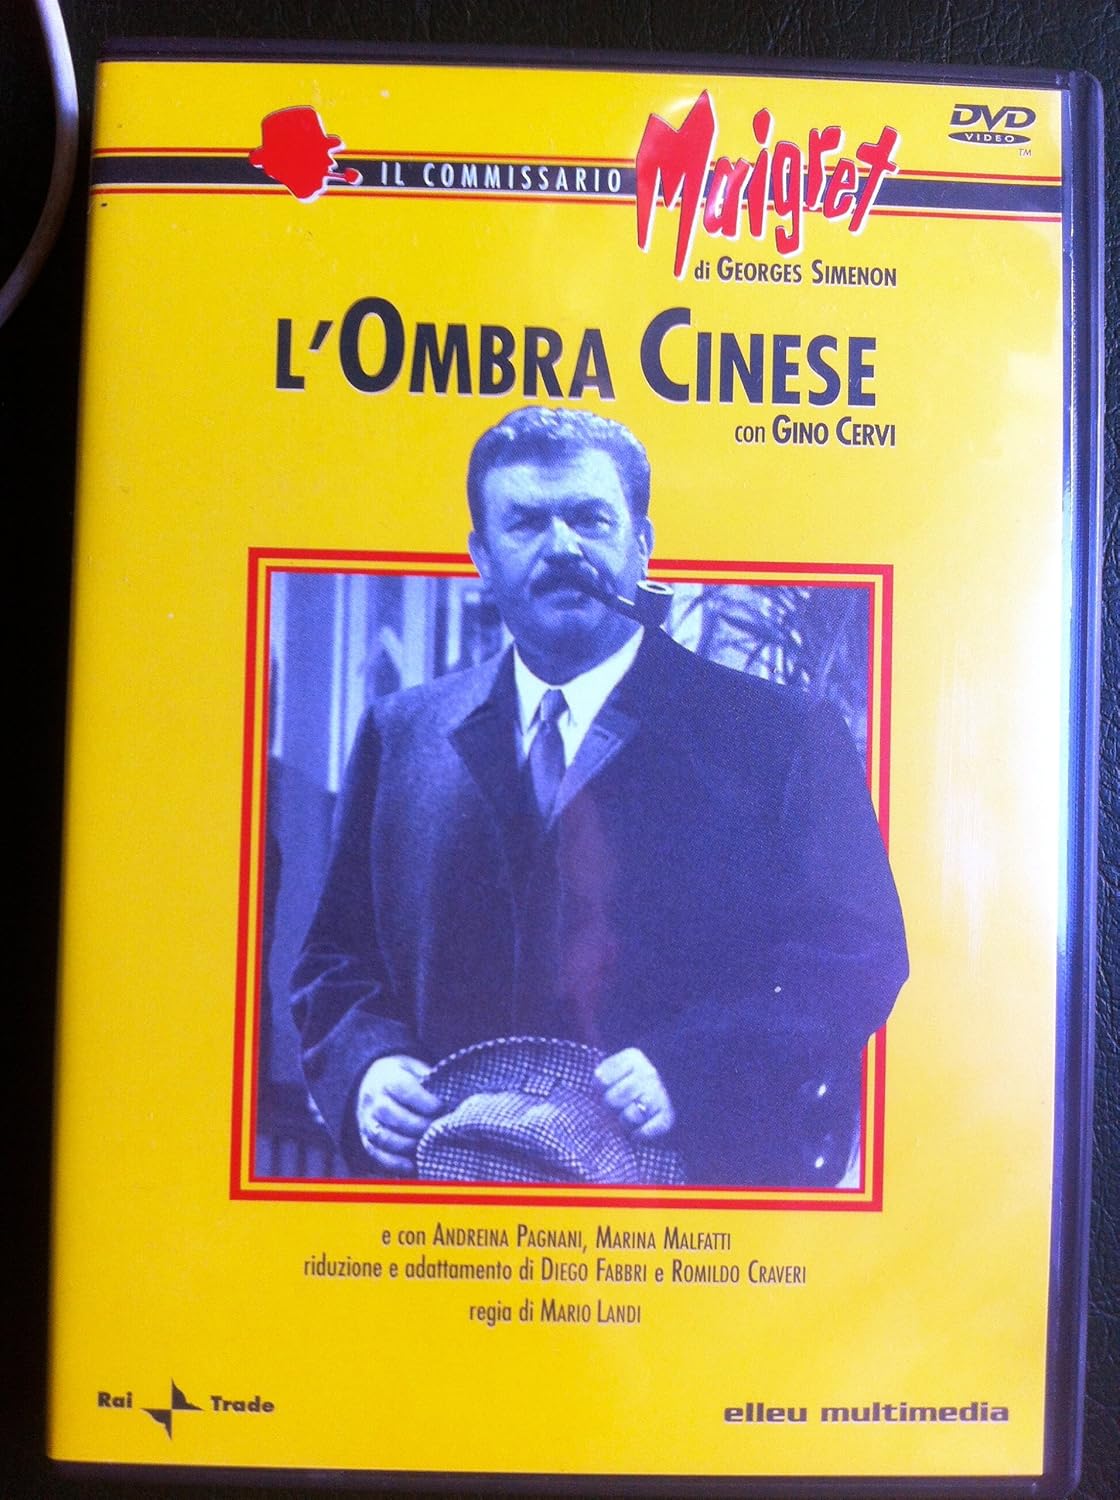 DVD
VIDEO
TM
IL COMMISSARIO Maigret
di GEORGES SIMENON
L'OMBRA CINESE
con GINO CERVI
e con ANDREINA PAGNANI, MARINA MALFATTI
riduzione e adattamento di DIEGO FABBRI e ROMILDO CRAVERI
regia di MARIO LANDI
Rai Trade
elleu multimedia